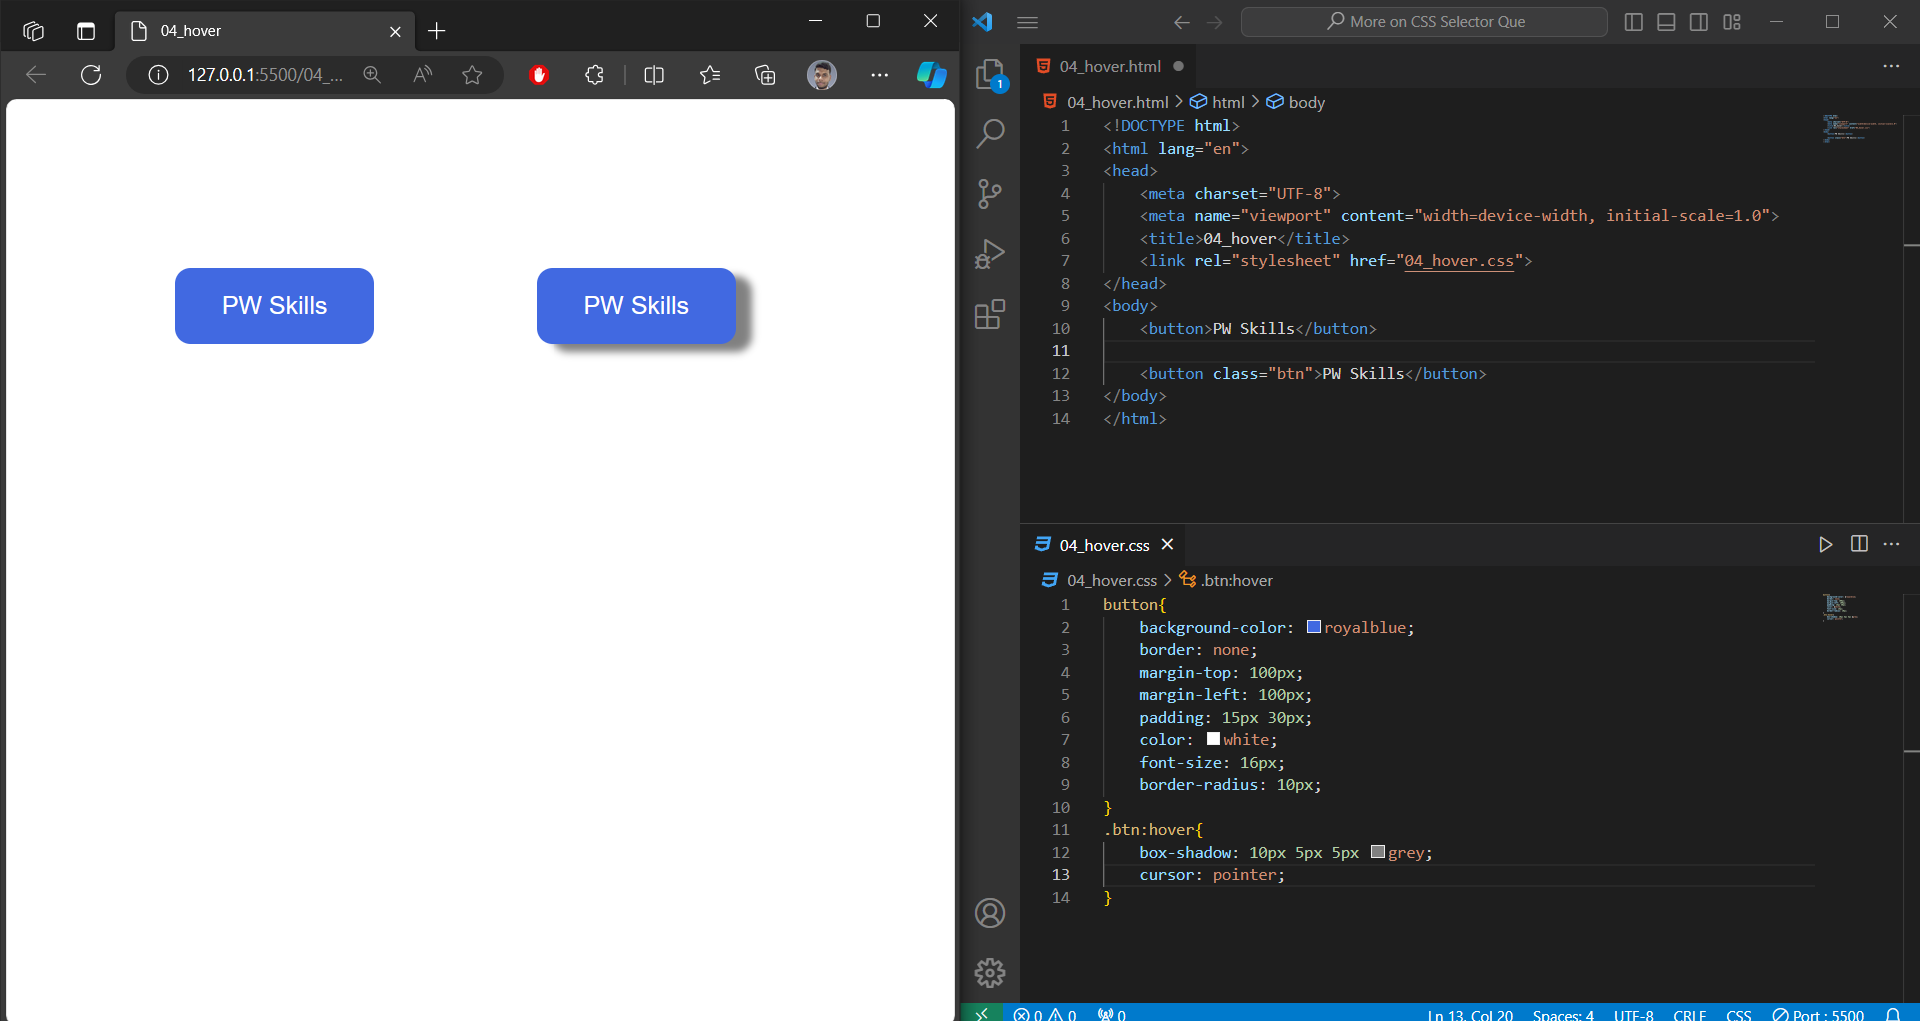 04_hover
127.0.0.1:5500/04_...
PW Skills
PW Skills
More on CSS Selector Que
1
04_hover.html
04_hover.html > html > body
1 <!DOCTYPE html>
2 <html lang="en">
3 <head>
4 <meta charset="UTF-8">
5 <meta name="viewport" content="width=device-width, initial-scale=1.0">
6 <title>04_hover</title>
7 <link rel="stylesheet" href="04_hover.css">
8 </head>
9 <body>
10 <button>PW Skills</button>
11
12 <button class="btn">PW Skills</button>
13 </body>
14 </html>
04_hover.css
04_hover.css > .btn:hover
1 button{
2 background-color: royalblue;
3 border: none;
4 margin-top: 100px;
5 margin-left: 100px;
6 padding: 15px 30px;
7 color: white;
8 font-size: 16px;
9 border-radius: 10px;
10 }
11 .btn:hover{
12 box-shadow: 10px 5px 5px grey;
13 cursor: pointer;
14 }
0 0 0 Ln 13, Col 20 Spaces: 4 UTF-8 CRLF CSS Port : 5500